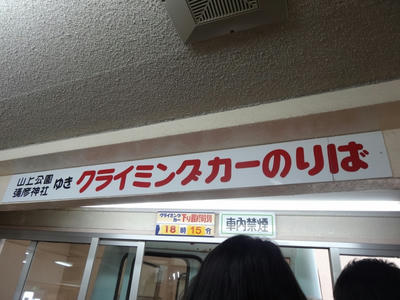 山上公園
彌彦神社
ゆき
クライミングカーのりば
クライミング
カー
下り最終時刻
18時15分
車内禁煙